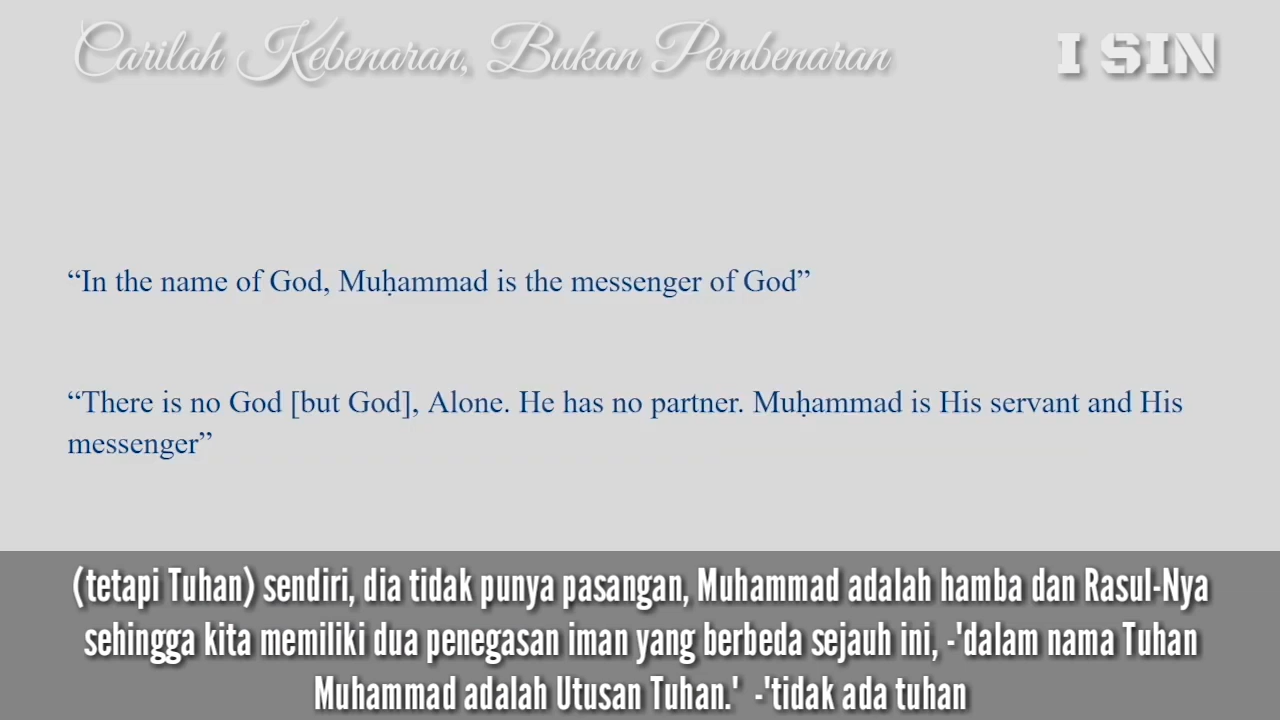 Carilah Kebenaran, Bukan Pembenaran
I SIN
“In the name of God, Muḥammad is the messenger of God”
“There is no God [but God], Alone. He has no partner. Muḥammad is His servant and His
messenger”
(tetapi Tuhan) sendiri, dia tidak punya pasangan, Muhammad adalah hamba dan Rasul-Nya
sehingga kita memiliki dua penegasan iman yang berbeda sejauh ini, -'dalam nama Tuhan
Muhammad adalah Utusan Tuhan.' -'tidak ada tuhan